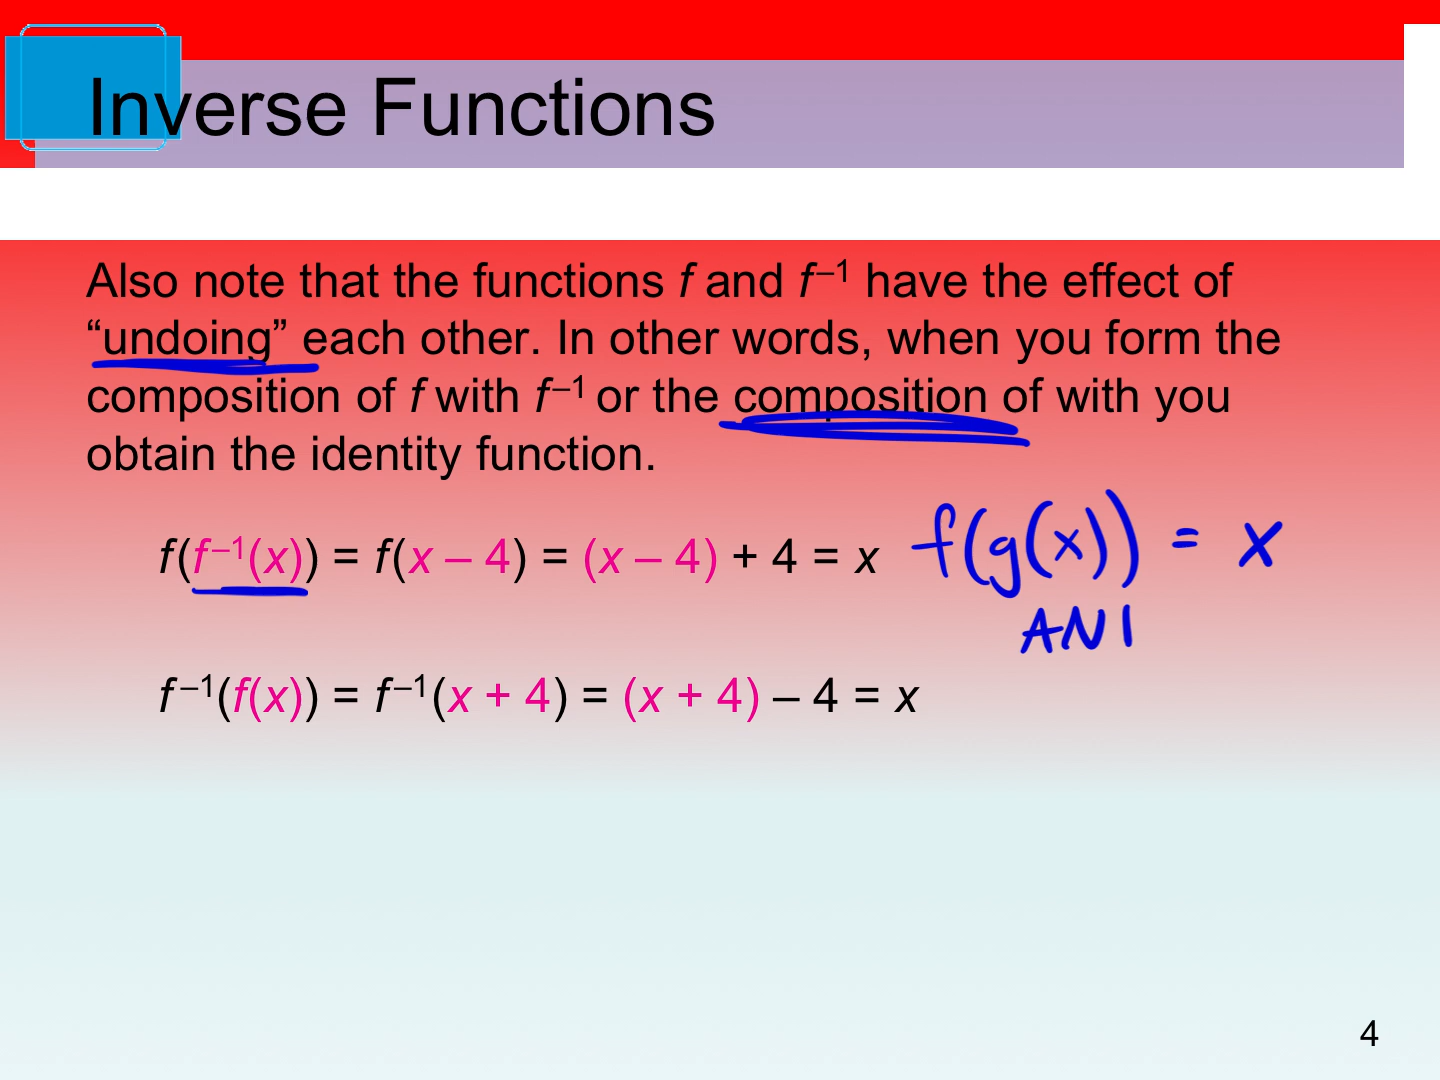 Inverse Functions
Also note that the functions f and f⁻¹ have the effect of
“undoing” each other. In other words, when you form the
composition of f with f⁻¹ or the composition of with you
obtain the identity function.
f(f⁻¹(x)) = f(x – 4) = (x – 4) + 4 = x
f(g(x)) = x
AND
f⁻¹(f(x)) = f⁻¹(x + 4) = (x + 4) – 4 = x
4